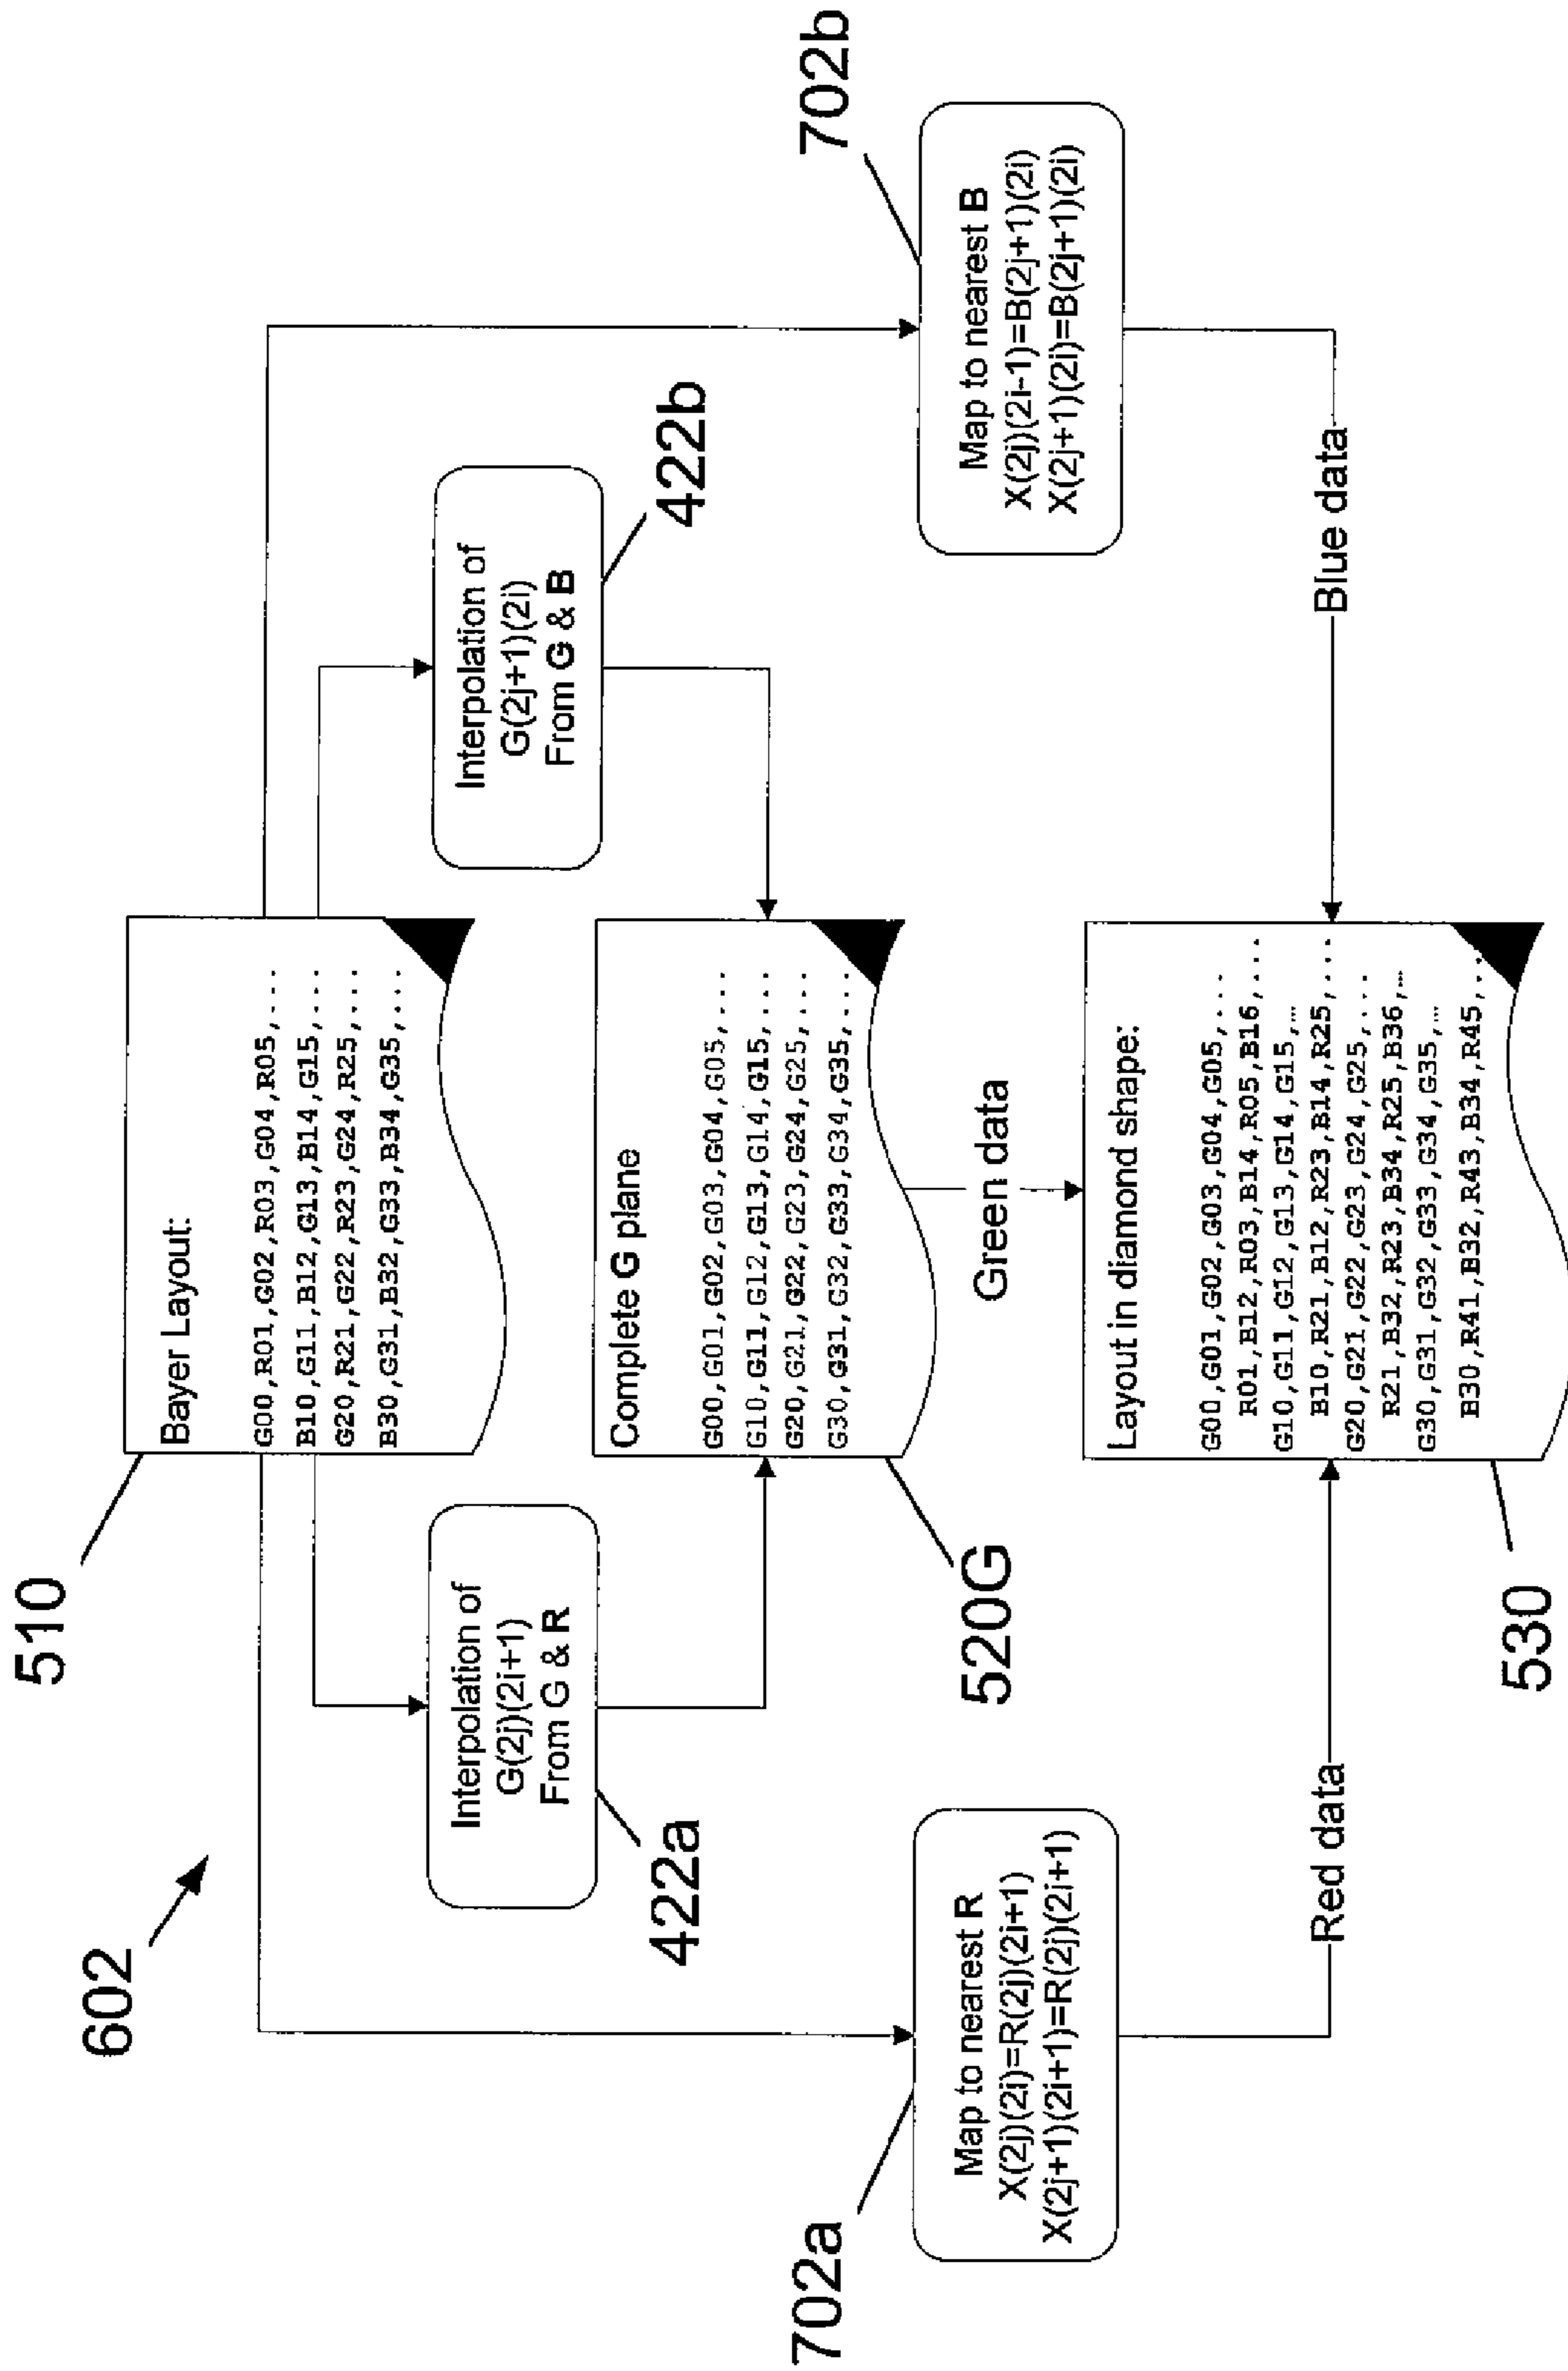 602
510
Bayer Layout:
G00,R01,G02,R03,G04,R05,...
B10,G11,B12,G13,B14,G15,...
G20,R21,G22,R23,G24,R25,...
B30,G31,B32,G33,B34,G35,...
Interpolation of
G(2j)(2i+1)
From G & R
422a
Interpolation of
G(2j+1)(2i)
From G & B
422b
Complete G plane
G00,G01,G02,G03,G04,G05,...
G10,G11,G12,G13,G14,G15,...
G20,G21,G22,G23,G24,G25,...
G30,G31,G32,G33,G34,G35,...
520G
702a
Map to nearest R
X(2j)(2i)=R(2j)(2i+1)
X(2j+1)(2i+1)=R(2j)(2i+1)
702b
Map to nearest B
X(2j)(2i-1)=B(2j+1)(2i)
X(2j+1)(2i)=B(2j+1)(2i)
Green data
Red data
Blue data
Layout in diamond shape:
G00,G01,G02,G03,G04,G05,...
R01,B12,R03,B14,R05,B16,...
G10,G11,G12,G13,G14,G15,...
B10,R21,B12,R23,B14,R25,...
G20,G21,G22,G23,G24,G25,...
R21,B32,R23,B34,R25,B36,...
G30,G31,G32,G33,G34,G35,...
B30,R41,B32,R43,B34,R45,..
530